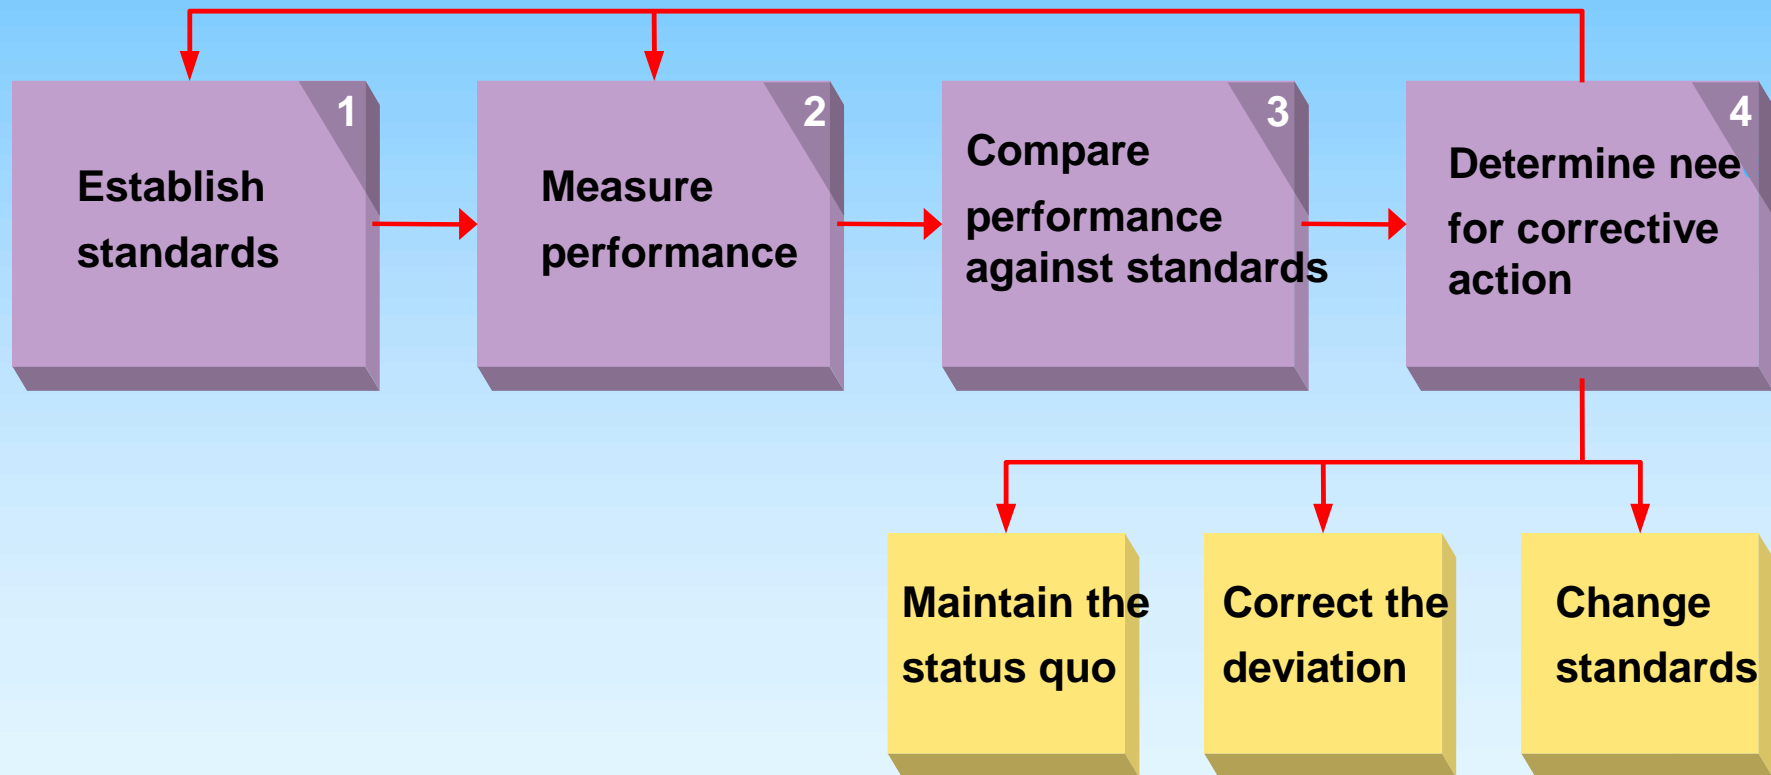 1
Establish
standards
2
Measure
performance
3
Compare
performance
against standards
4
Determine nee
for corrective
action
Maintain the
status quo
Correct the
deviation
Change
standards